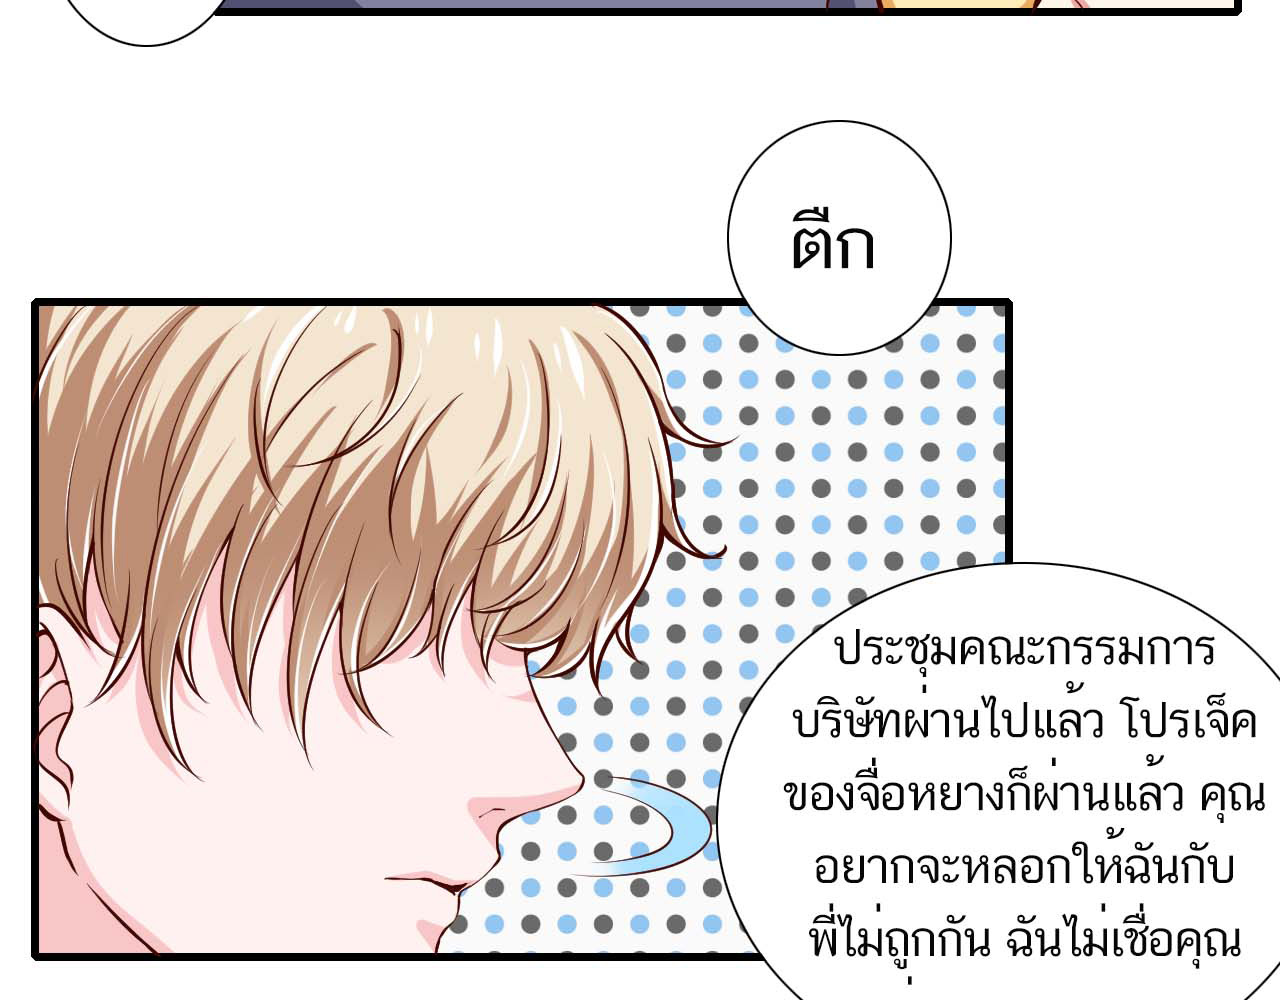 ตืก
ประชุมคณะกรรมการ
บริษัทผ่านไปแล้ว โปรเจ็ค
ของจื่อหยางก็ผ่านแล้ว คุณ
อยากจะหลอกให้ฉันกับ
พี่ไม่ถูกกัน ฉันไม่เชื่อคุณ